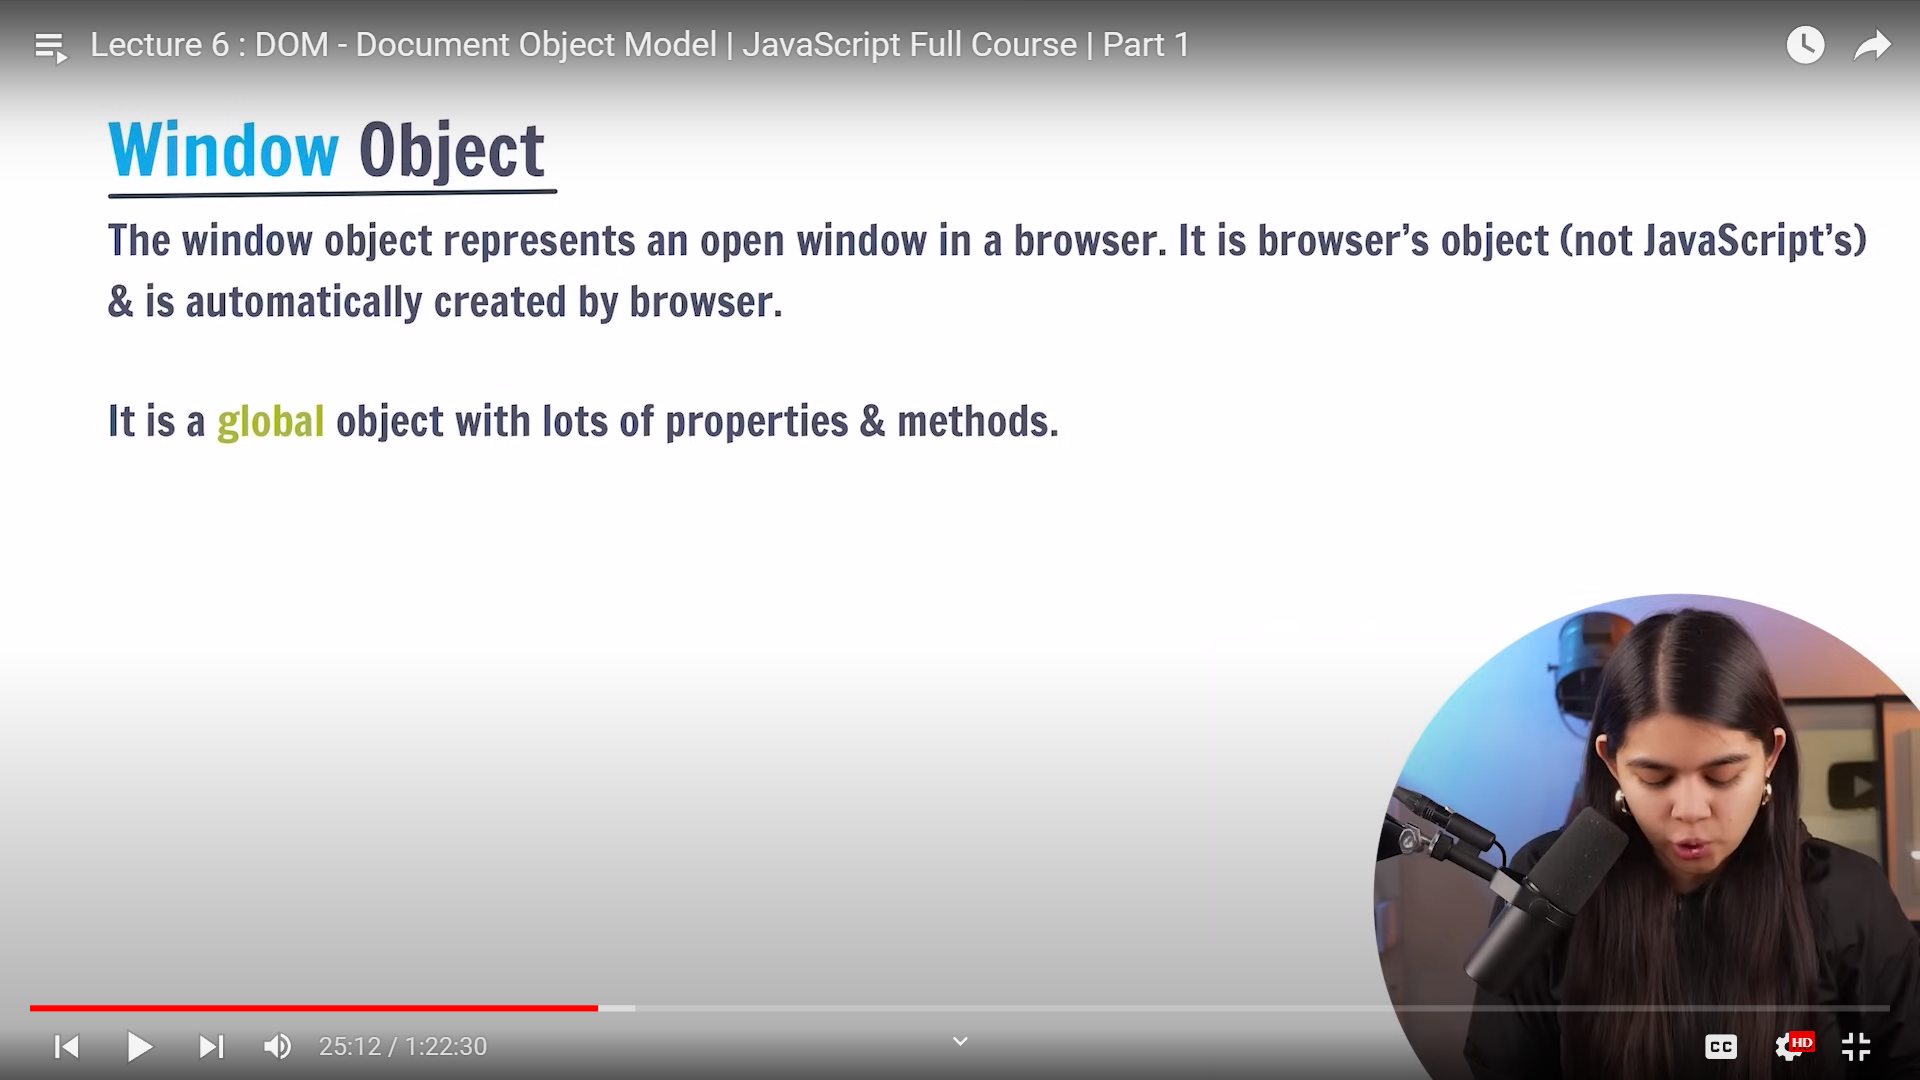 Lecture 6 : DOM - Document Object Model | JavaScript Full Course | Part 1
Window Object
The window object represents an open window in a browser. It is browser’s object (not JavaScript’s)
& is automatically created by browser.
It is a global object with lots of properties & methods.
25:12 / 1:22:30
CC
HD